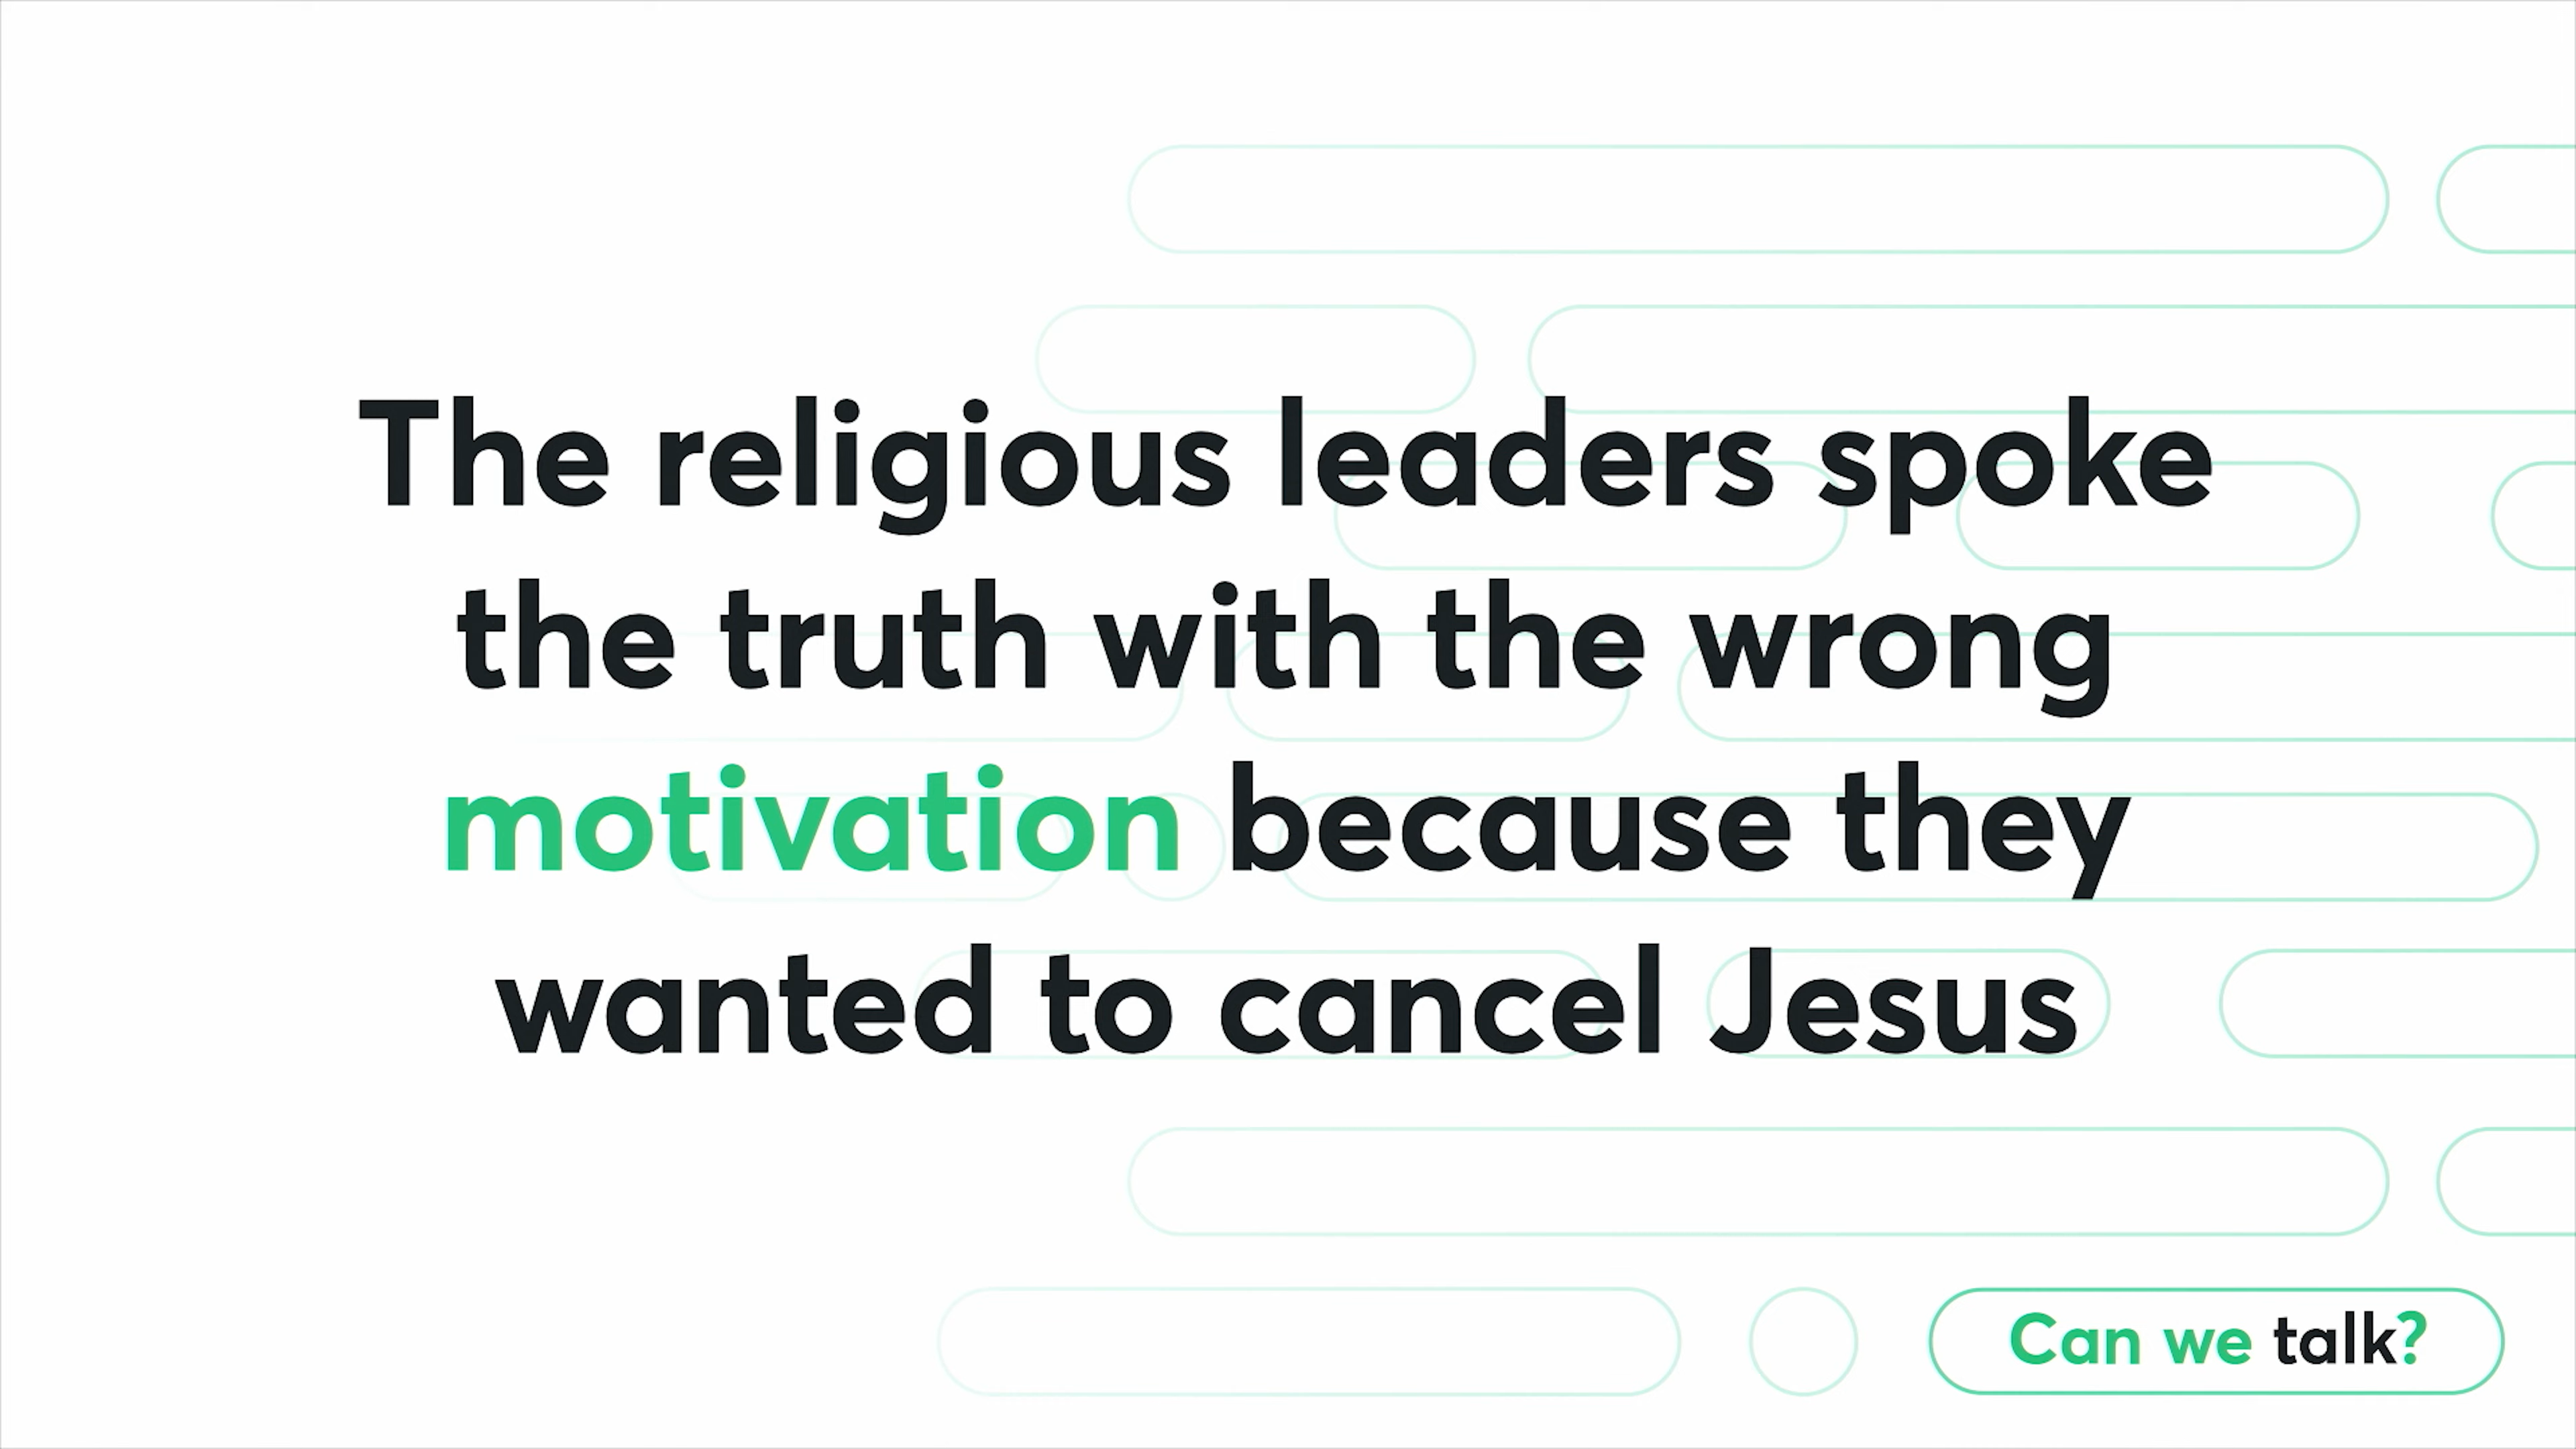 The religious leaders spoke
the truth with the wrong
motivation because they
wanted to cancel Jesus
Can we talk?